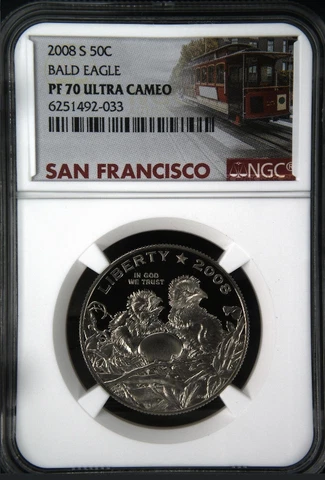 2008 S 50C
BALD EAGLE
PF 70 ULTRA CAMEO
6251492-033
SAN FRANCISCO NGC®
LIBERTY ★ 2008
IN GOD
WE TRUST